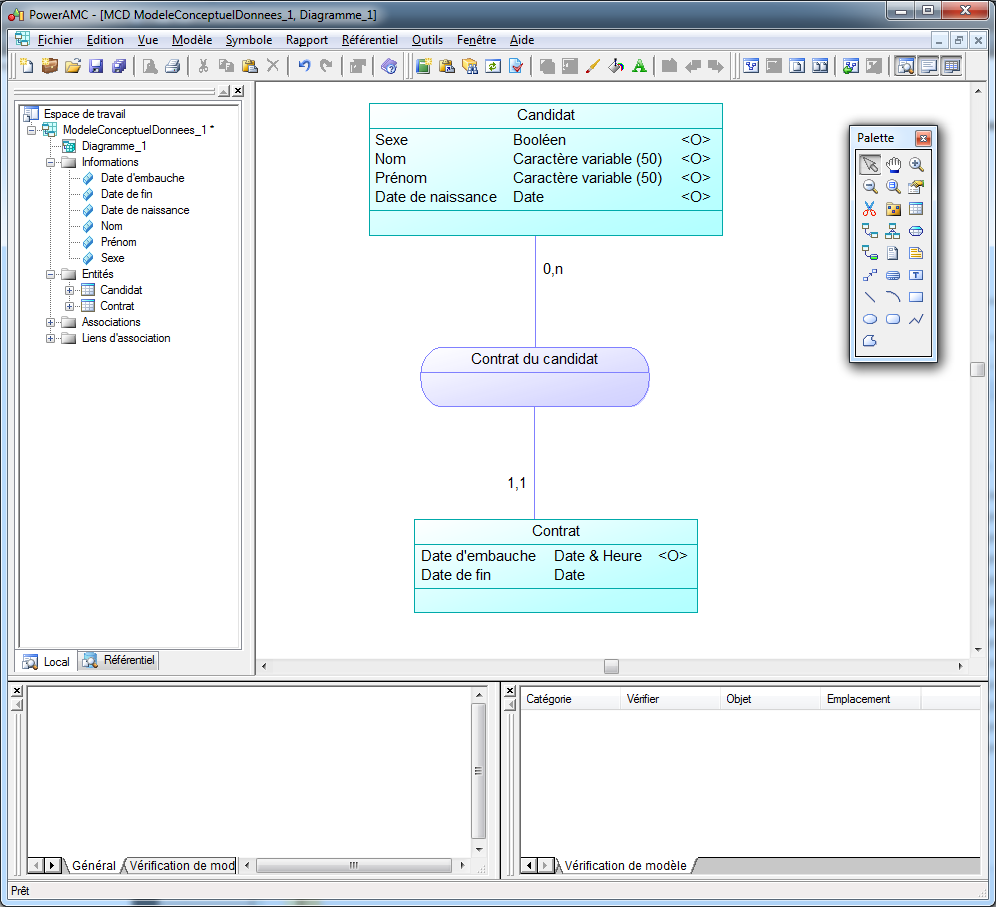 PowerAMC - [MCD ModeleConceptuelDonnees_1, Diagramme_1]
Fichier Edition Vue Modèle Symbole Rapport Référentiel Outils Fenêtre Aide
Espace de travail
ModeleConceptuelDonnees_1 *
Diagramme_1
Informations
Date d'embauche
Date de fin
Date de naissance
Nom
Prénom
Sexe
Entités
Candidat
Contrat
Associations
Liens d'association
Local Référentiel
Candidat
Sexe Booléen <O>
Nom Caractère variable (50) <O>
Prénom Caractère variable (50) <O>
Date de naissance Date <O>
0,n
Contrat du candidat
1,1
Contrat
Date d'embauche Date & Heure <O>
Date de fin Date
Palette
Général Vérification de mod
Catégorie Vérifier Objet Emplacement
Vérification de modèle
Prêt